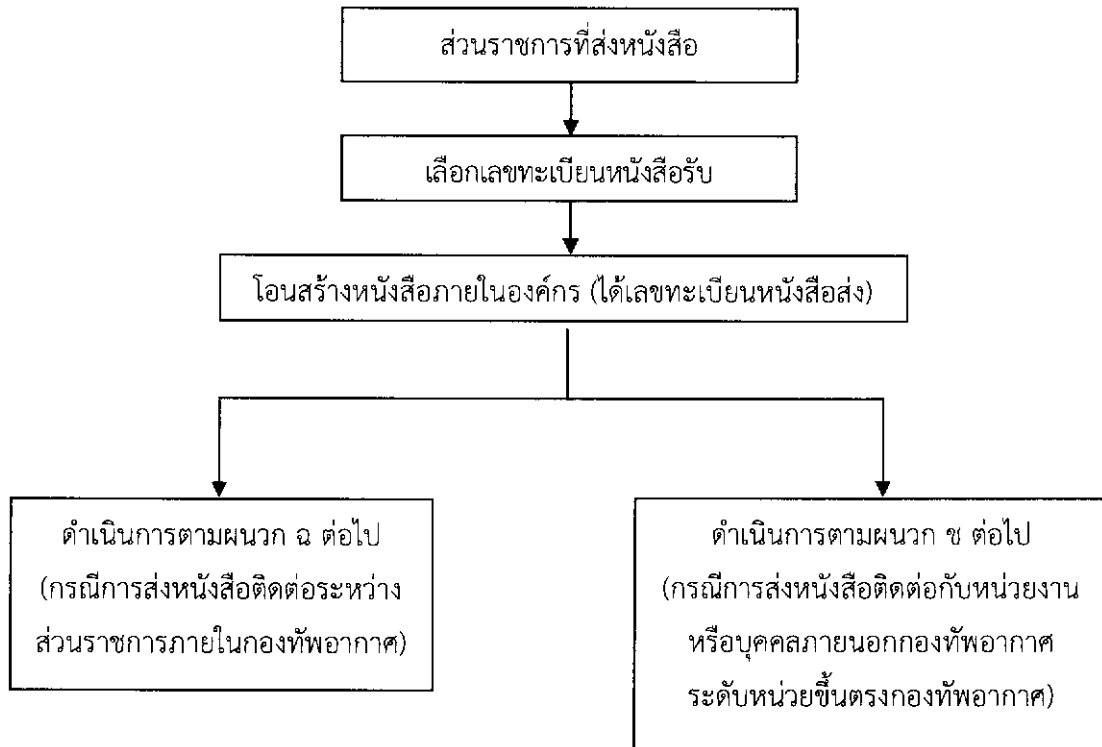 ส่วนราชการที่ส่งหนังสือ
เลือกเลขทะเบียนหนังสือรับ
โอนสร้างหนังสือภายในองค์กร (ได้เลขทะเบียนหนังสือส่ง)
ดำเนินการตามผนวก ฉ ต่อไป
(กรณีการส่งหนังสือติดต่อระหว่าง
ส่วนราชการภายในกองทัพอากาศ)
ดำเนินการตามผนวก ช ต่อไป
(กรณีการส่งหนังสือติดต่อกับหน่วยงาน
หรือบุคคลภายนอกกองทัพอากาศ
ระดับหน่วยขึ้นตรงกองทัพอากาศ)